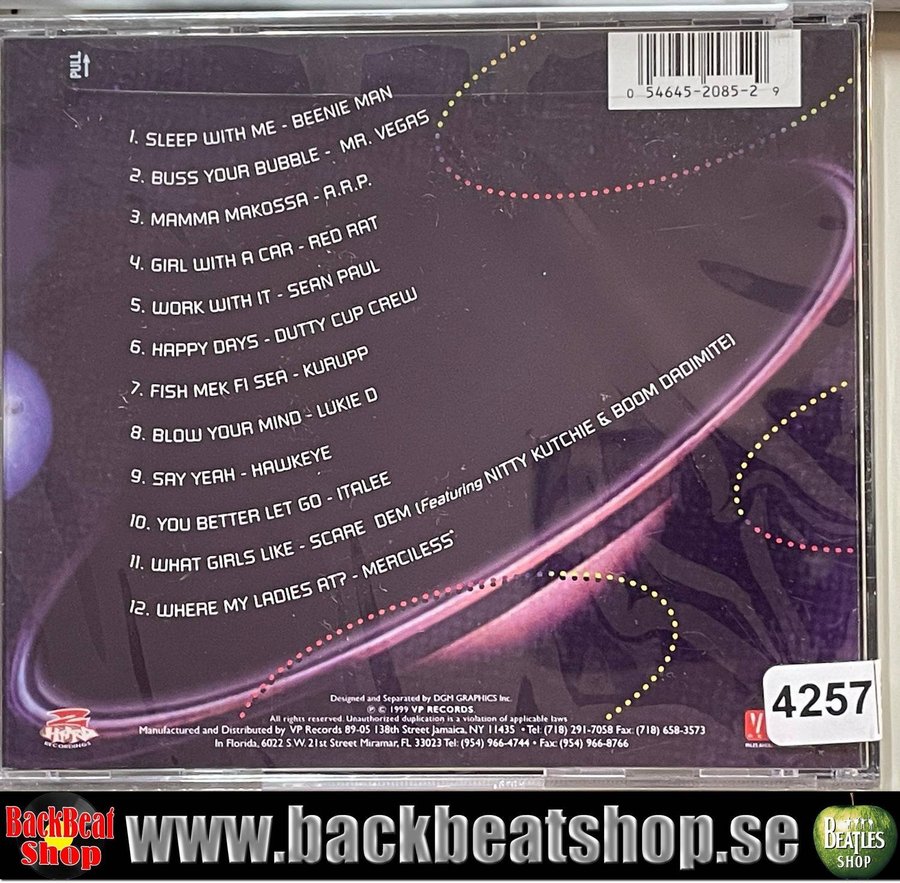 PULL
0 54645-2085-2 9
1. SLEEP WITH ME - BEENIE MAN
2. BUSS YOUR BUBBLE - MR. VEGAS
3. MAMMA MAKOSSA - A.R.P.
4. GIRL WITH A CAR - RED RAT
5. WORK WITH IT - SEAN PAUL
6. HAPPY DAYS - DUTTY CUP CREW
7. FISH MEK FI SEA - KURUPP
8. BLOW YOUR MIND - LUKIE D
9. SAY YEAH - HAWKEYE
10. YOU BETTER LET GO - ITALEE
11. WHAT GIRLS LIKE - SCARE DEM (Featuring NITTY KUTCHIE & BOOM DADIMITE)
12. WHERE MY LADIES AT? - MERCILESS
4257
Designed and Separated by DGM GRAPHICS Inc.
℗ © 1999 VP RECORDS
All rights reserved. Unauthorized duplication is a violation of applicable laws
Manufactured and Distributed by VP Records 89-05 138th Street Jamaica, NY 11435 • Tel: (718) 291-7058 Fax: (718) 658-3573
In Florida, 6022 S.W. 21st Street Miramar, FL 33023 Tel: (954) 966-4744 • Fax: (954) 966-8766
2 HARD
RECORDINGS
V
BackBeat
Shop
www.backbeatshop.se
BEATLES
SHOP